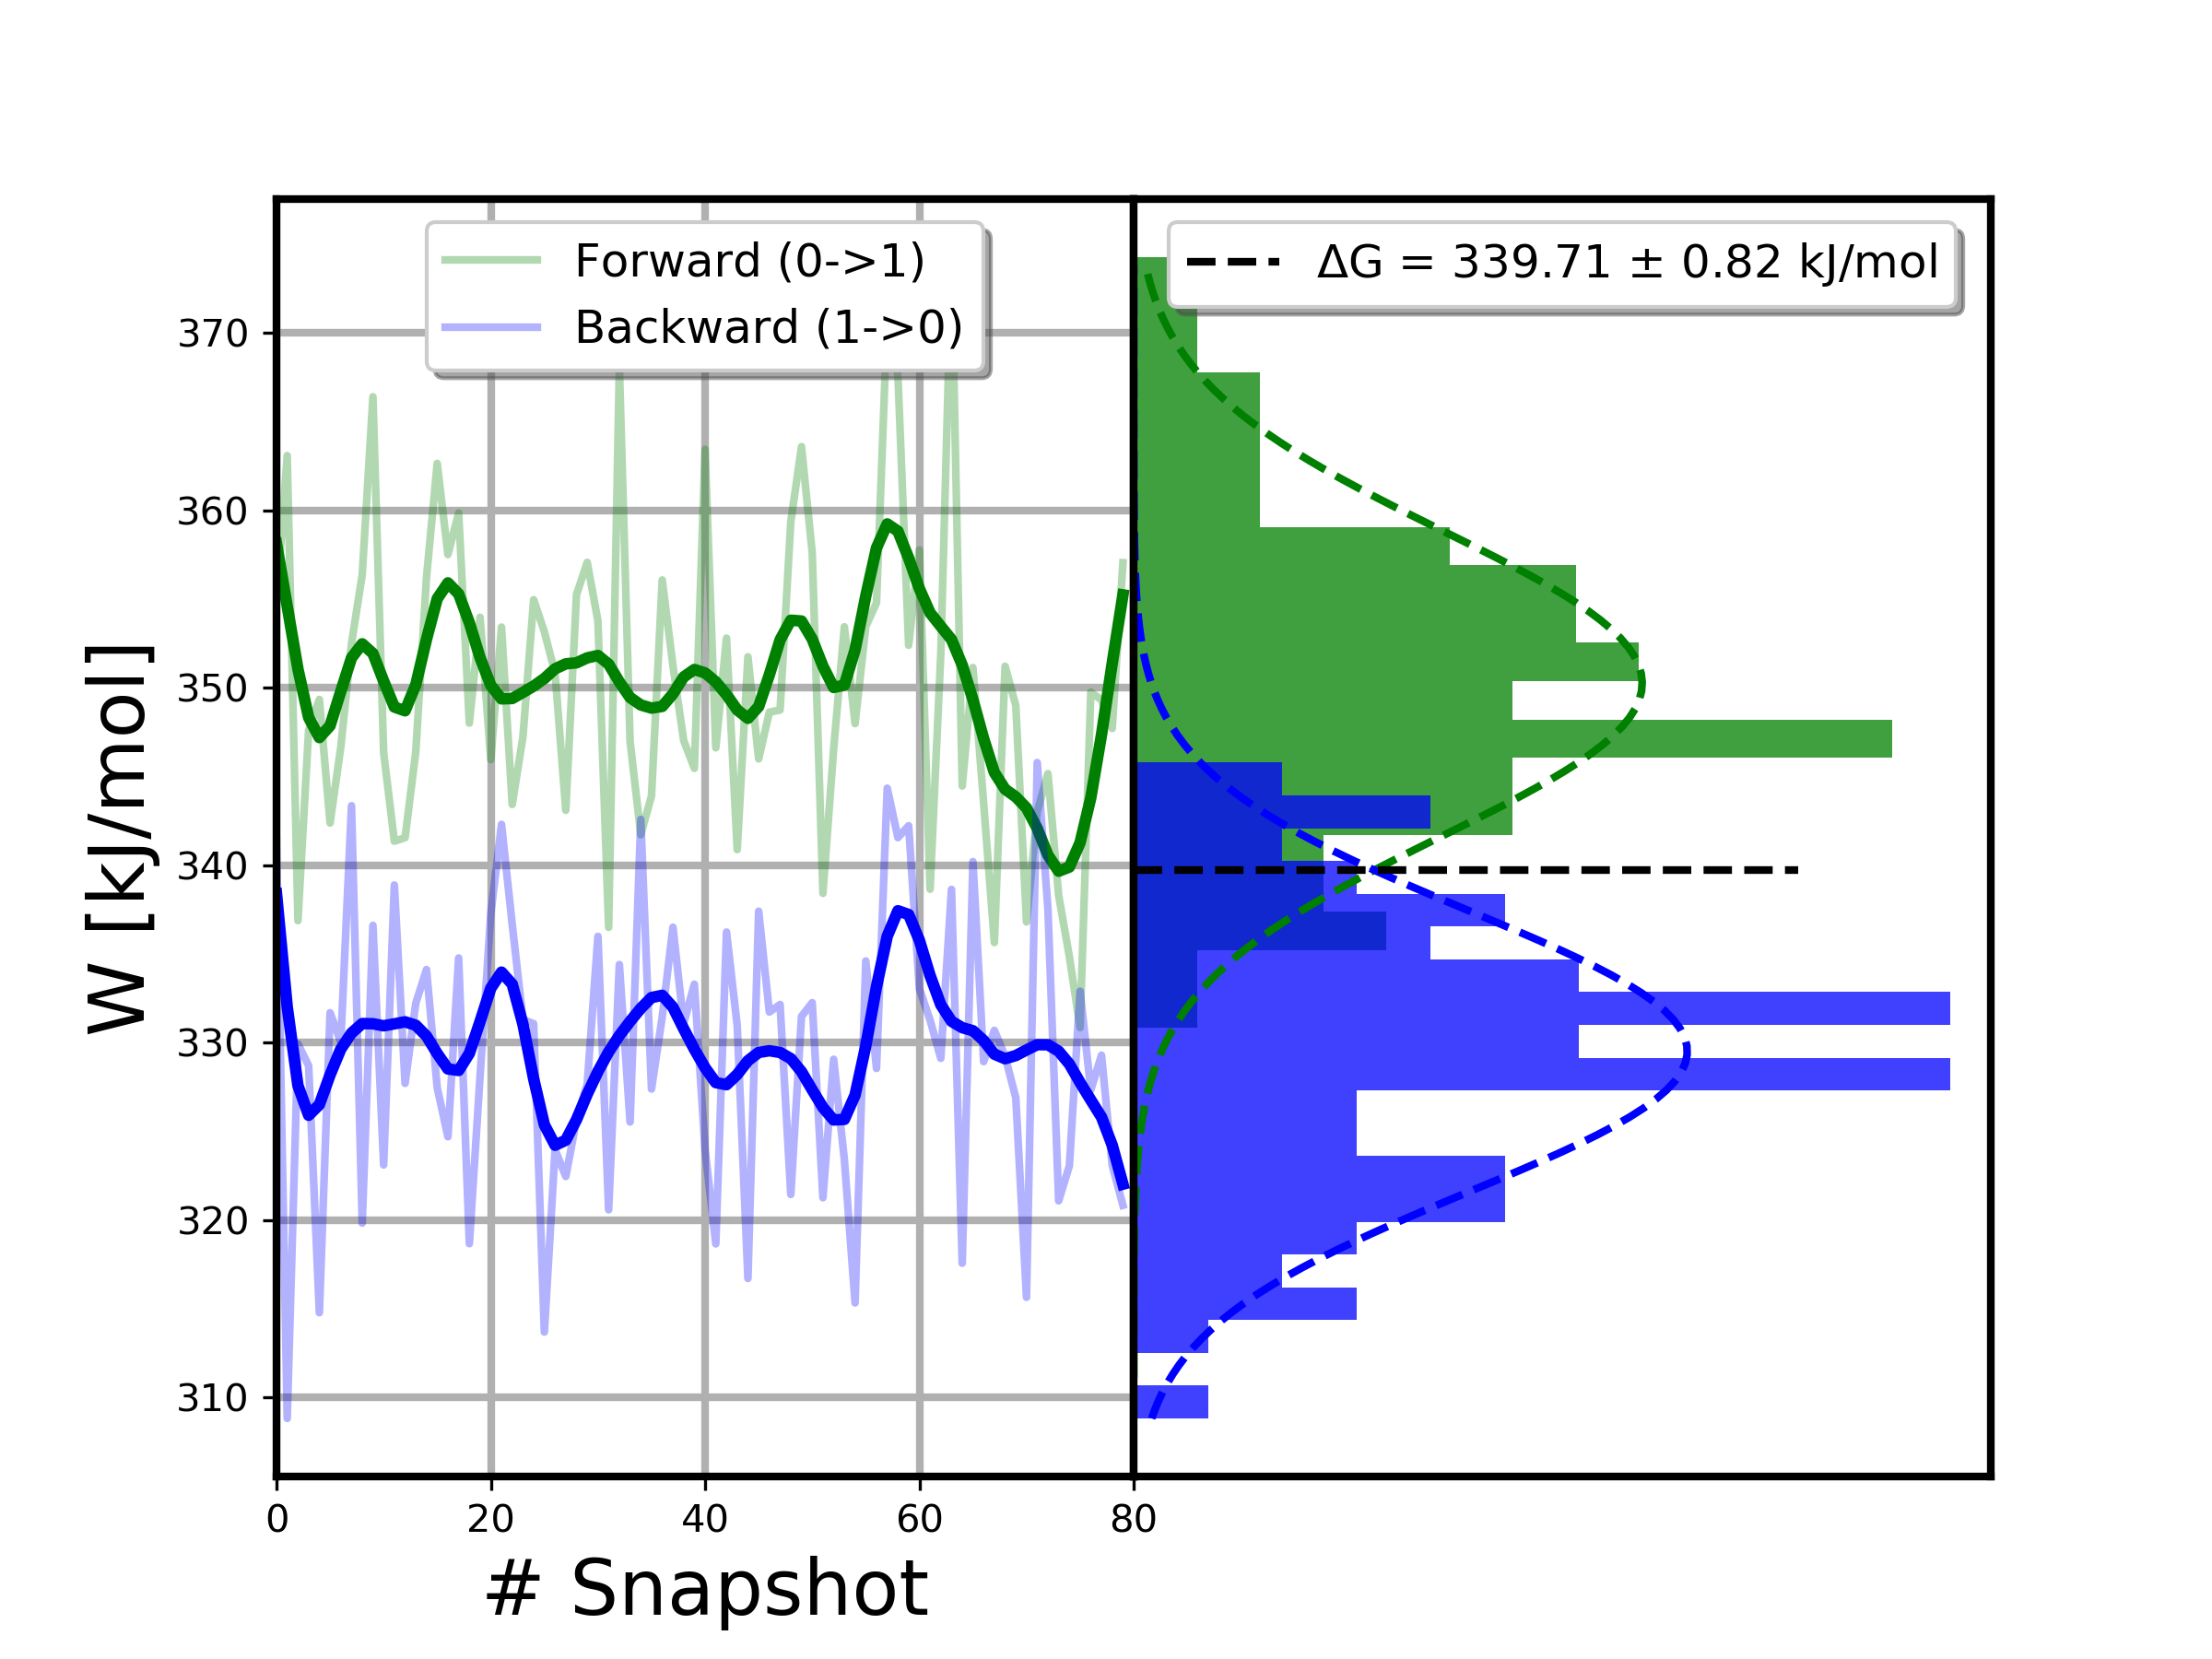 Forward (0->1)
Backward (1->0)
ΔG = 339.71 ± 0.82 kJ/mol
370
360
350
340
330
320
310
W [kJ/mol]
0 20 40 60 80
# Snapshot